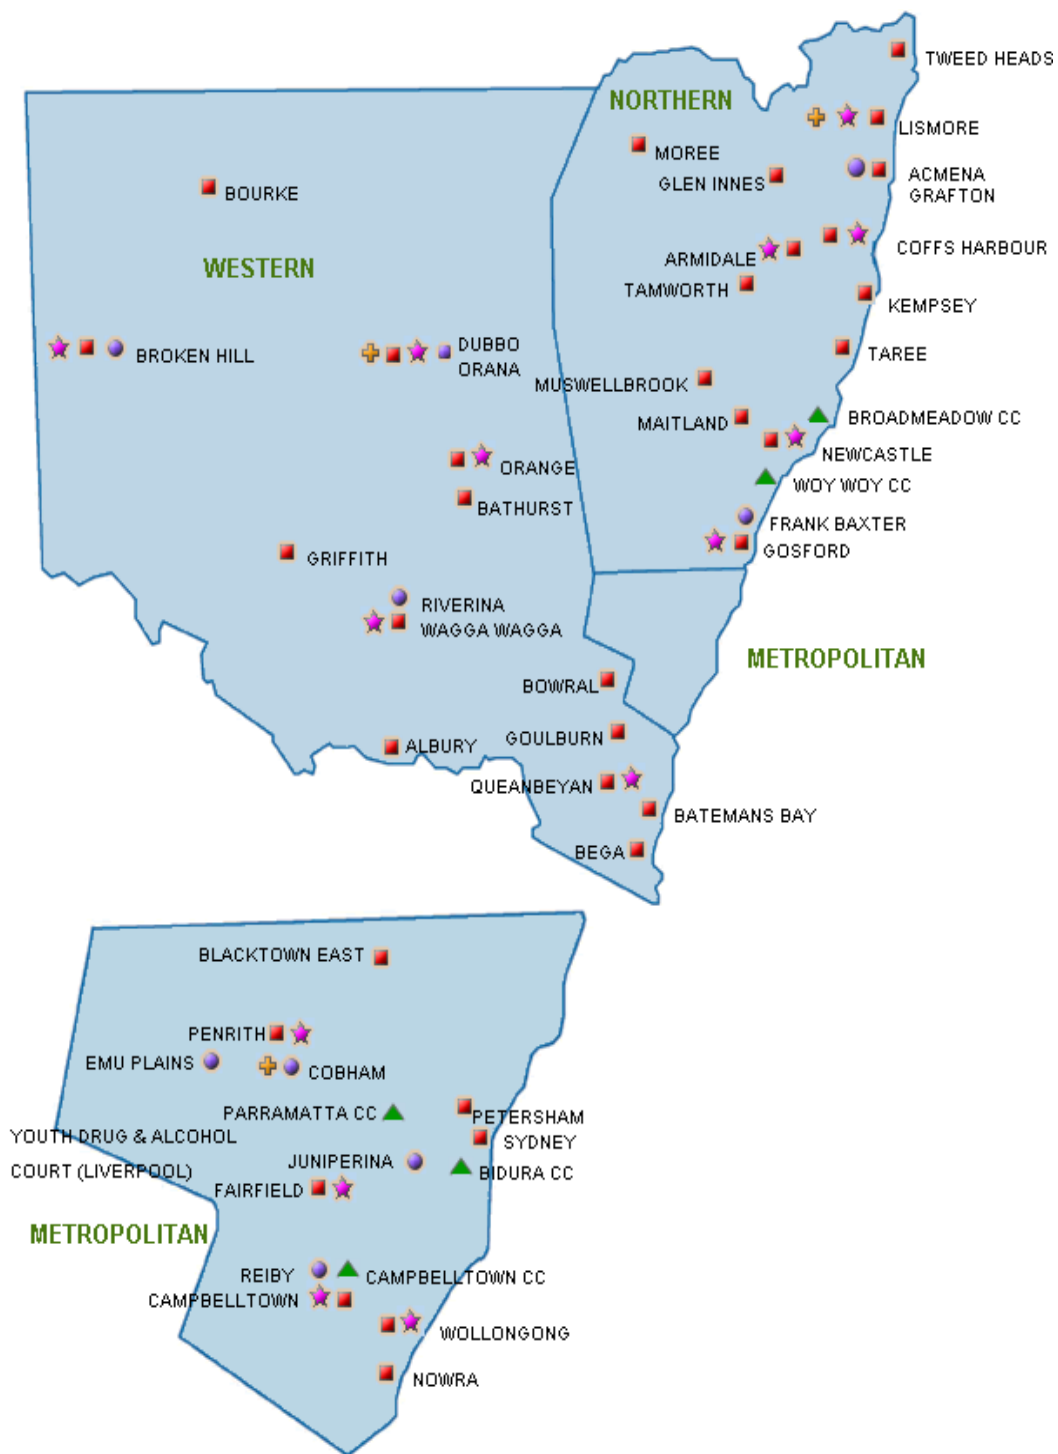 TWEED HEADS
NORTHERN
LISMORE
MOREE
GLEN INNES
ACMENA
GRAFTON
BOURKE
COFFS HARBOUR
ARMIDALE
WESTERN
TAMWORTH
KEMPSEY
BROKEN HILL
DUBBO
ORANA
TAREE
MUSWELLBROOK
MAITLAND
BROADMEADOW CC
NEWCASTLE
ORANGE
WOY WOY CC
BATHURST
FRANK BAXTER
GOSFORD
GRIFFITH
RIVERINA
WAGGA WAGGA
METROPOLITAN
BOWRAL
GOULBURN
ALBURY
QUEANBEYAN
BATEMANS BAY
BEGA
BLACKTOWN EAST
PENRITH
EMU PLAINS
COBHAM
PARRAMATTA CC
PETERSHAM
YOUTH DRUG & ALCOHOL
COURT (LIVERPOOL)
SYDNEY
JUNIPERINA
BIDURA CC
FAIRFIELD
METROPOLITAN
REIBY
CAMPBELLTOWN CC
CAMPBELLTOWN
WOLLONGONG
NOWRA